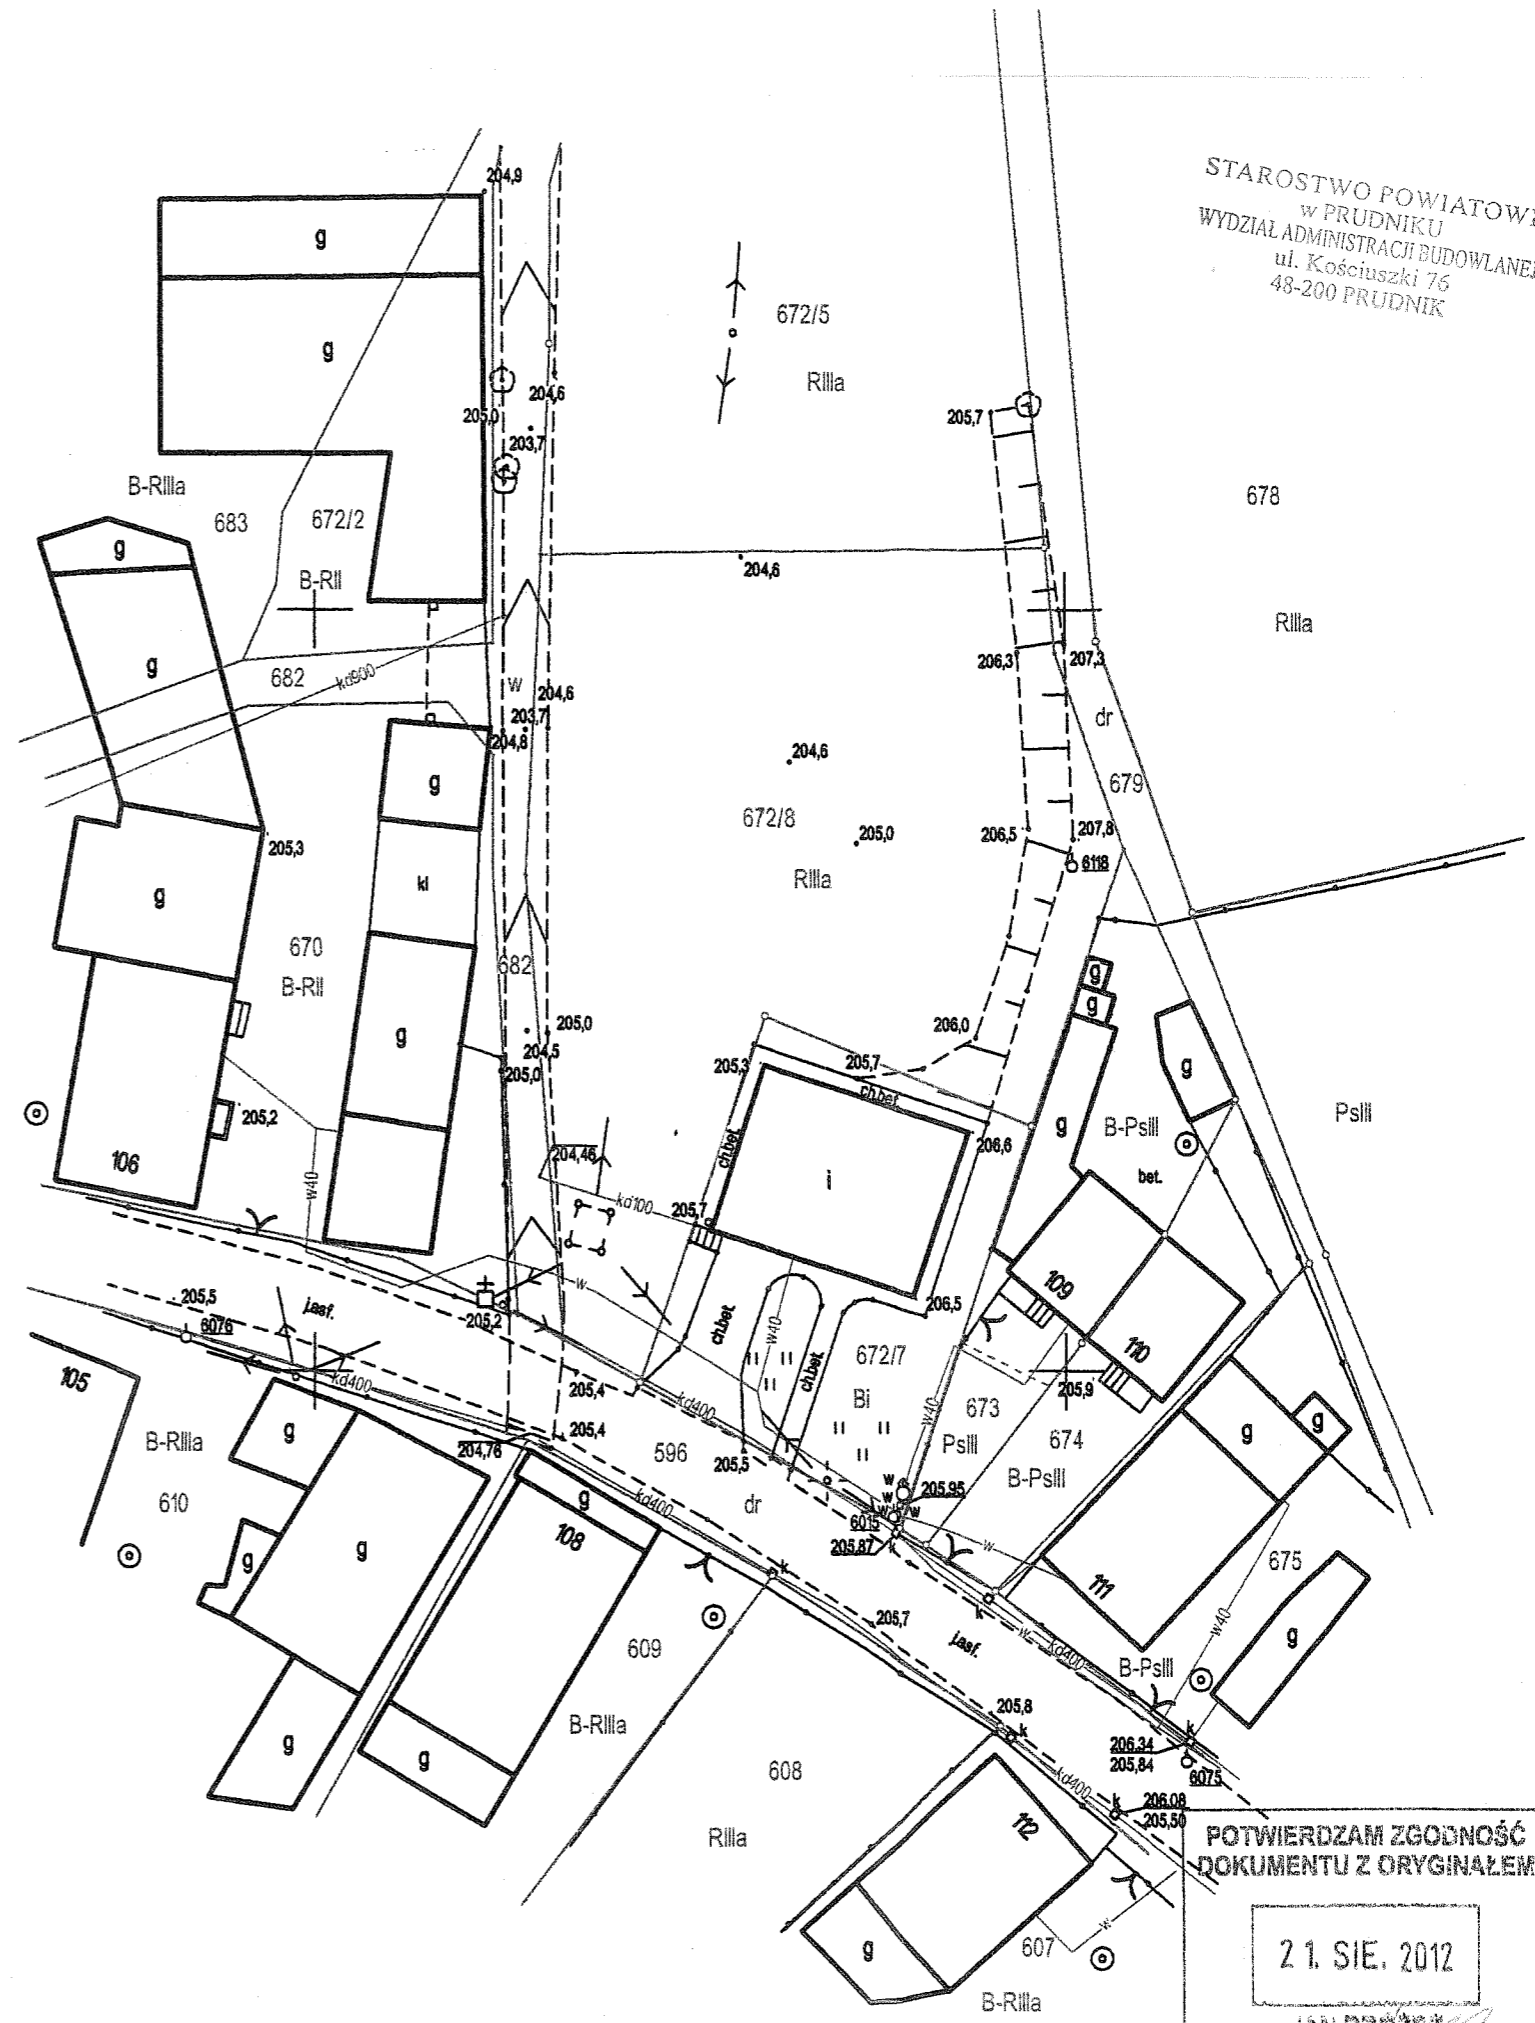 STAROSTWO POWIATOWE
w PRUDNIKU
WYDZIAŁ ADMINISTRACJI BUDOWLANEJ
ul. Kościuszki 76
48-200 PRUDNIK
204,9
g
672/5
g
RIIIa
204,6
205,0
205,7
203,7
B-RIIIa
683
672/2
678
g
204,6
B-RII
RIIIa
g
206,3
207,3
682
kd900
w
204,6
dr
203,7
204,8
204,6
679
g
672/8
205,0
206,5
207,8
205,3
6118
kl
RIIIa
g
670
682
g
B-RII
g
206,0
205,0
g
204,5
205,3
205,7
205,0
ch.bet.
g
205,2
ch.bet.
206,6
g
B-PsIII
PsIII
106
204,46
i
bet.
w40
kd100
205,7
109
w
205,5
j.asf.
205,2
ch.bet
206,5
6076
w40
110
105
kd400
672/7
205,4
ch.bet.
205,9
kd400
Bi
w40
673
g
g
B-RIIIa
g
205,4
PsIII
674
204,76
596
205,5
B-PsIII
610
kd400
dr
w
205,95
g
w
w
w
6015
108
205,87
k
w
g
g
k
675
111
k
205,7
w40
609
j.asf.
w
kd400
g
B-PsIII
B-RIIIa
205,8
k
k
g
g
206.34
608
205,84
6075
kd400
k
206.08
112
205,50
RIIIa
POTWIERDZAM ZGODNOŚĆ
DOKUMENTU Z ORYGINAŁEM
w
g
607
21. SIE. 2012
B-RIIIa